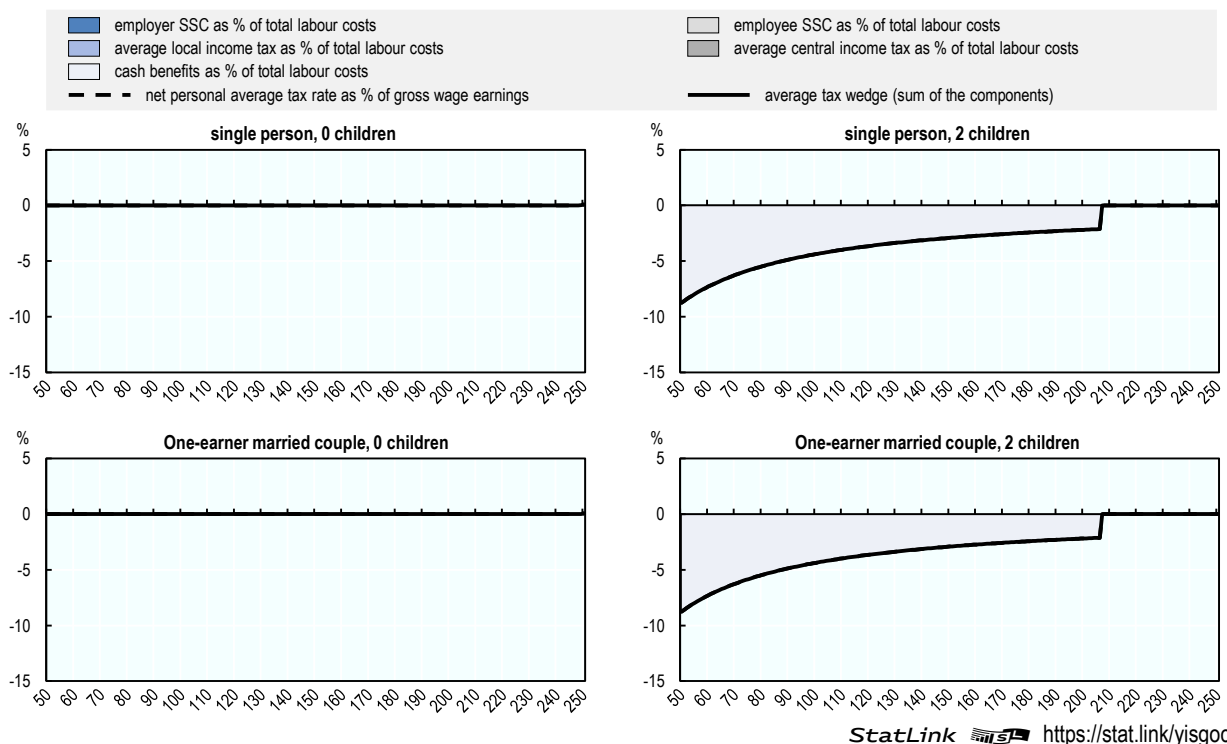 employer SSC as % of total labour costs
employee SSC as % of total labour costs
average local income tax as % of total labour costs
average central income tax as % of total labour costs
cash benefits as % of total labour costs
net personal average tax rate as % of gross wage earnings
average tax wedge (sum of the components)
%
single person, 0 children
5
0
-5
-10
-15
50 60 70 80 90 100 110 120 130 140 150 160 170 180 190 200 210 220 230 240 250
%
single person, 2 children
5
0
-5
-10
-15
50 60 70 80 90 100 110 120 130 140 150 160 170 180 190 200 210 220 230 240 250
%
One-earner married couple, 0 children
5
0
-5
-10
-15
50 60 70 80 90 100 110 120 130 140 150 160 170 180 190 200 210 220 230 240 250
%
One-earner married couple, 2 children
5
0
-5
-10
-15
50 60 70 80 90 100 110 120 130 140 150 160 170 180 190 200 210 220 230 240 250
StatLink https://stat.link/yisgoc